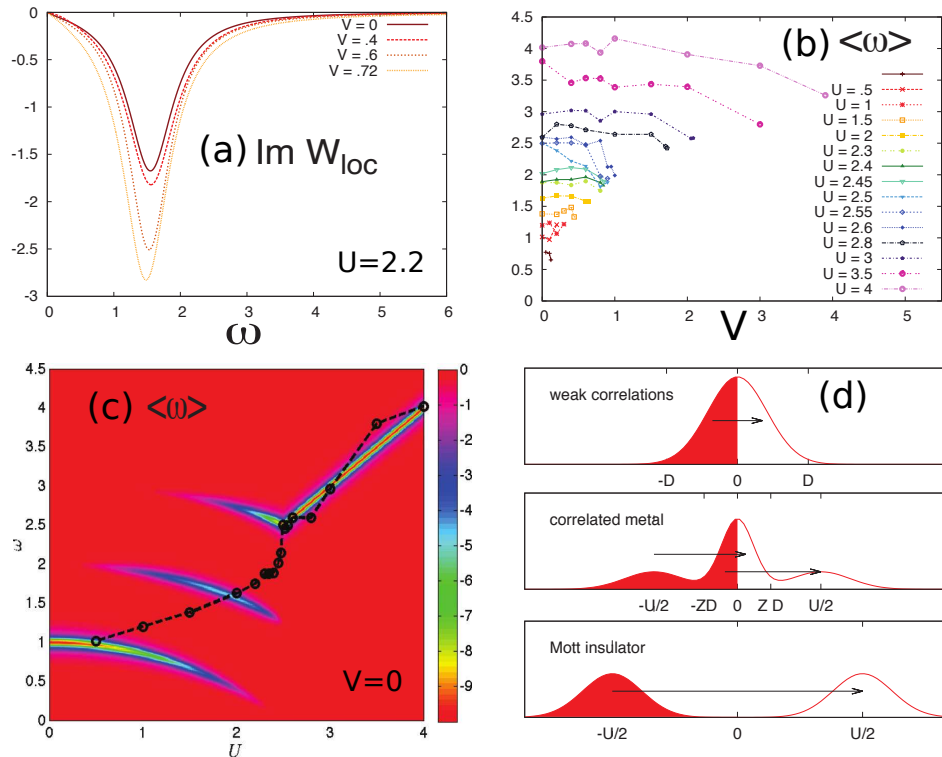 0
-0.5
-1
-1.5
-2
-2.5
-3
0 1 2 3 4 5 6
V = 0
V = .4
V = .6
V = .72
(a) Im W_loc
U=2.2
ω
4.5
4
3.5
3
2.5
2
1.5
1
0.5
0
0 1 2 3 4 5
(b) <ω>
U = .5
U = 1
U = 1.5
U = 2
U = 2.3
U = 2.4
U = 2.45
U = 2.5
U = 2.55
U = 2.6
U = 2.8
U = 3
U = 3.5
U = 4
V
(c) <ω>
4.5
4
3.5
3
2.5
2
1.5
1
0.5
0
ω
0 1 2 3 4
U
V=0
0
-1
-2
-3
-4
-5
-6
-7
-8
-9
(d)
weak correlations
-D 0 D
correlated metal
-U/2 -ZD 0 Z D U/2
Mott insulator
-U/2 0 U/2